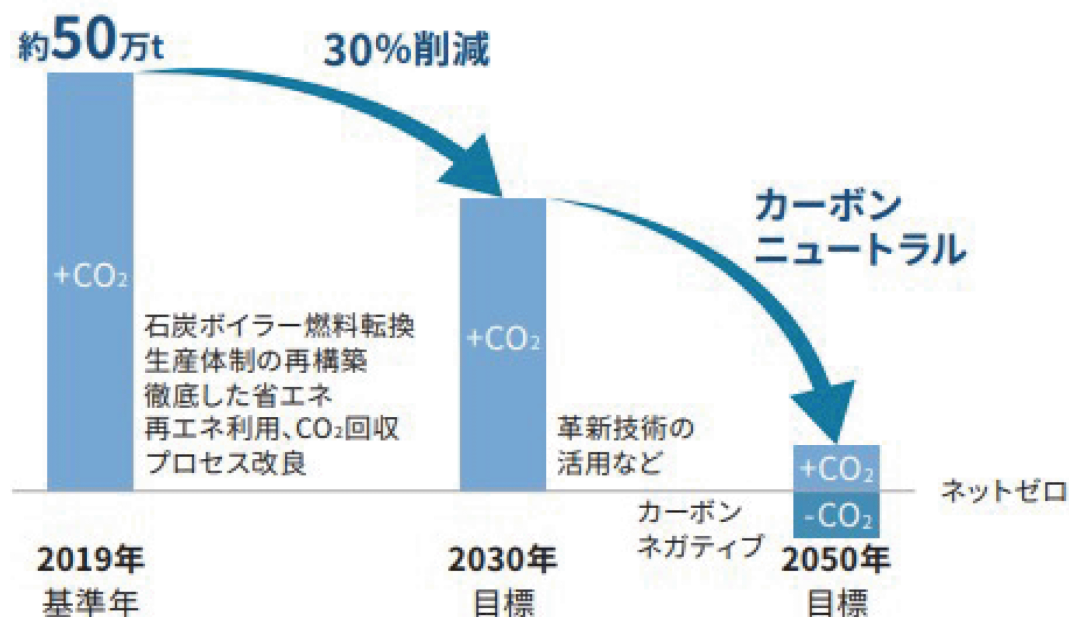 約50万t
30%削減
カーボン
ニュートラル
+CO₂
石炭ボイラー燃料転換
生産体制の再構築
徹底した省エネ
再エネ利用、CO₂回収
プロセス改良
+CO₂
革新技術の
活用など
+CO₂
-CO₂
ネットゼロ
カーボン
ネガティブ
2019年
基準年
2030年
目標
2050年
目標